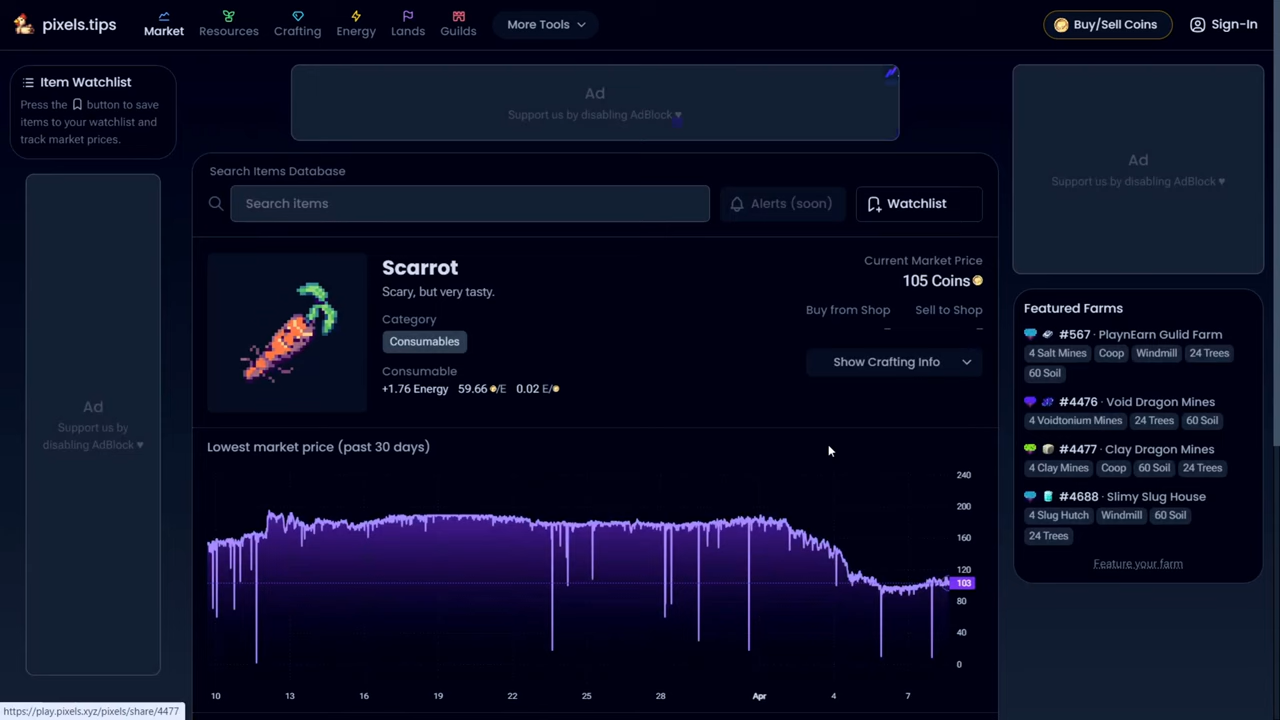 pixels.tips
Market
Resources
Crafting
Energy
Lands
Guilds
More Tools
Buy/Sell Coins
Sign-In
Item Watchlist
Press the button to save
items to your watchlist and
track market prices.
Ad
Support us by disabling AdBlock ♥
Ad
Support us by disabling AdBlock ♥
Ad
Support us by
disabling AdBlock ♥
Search Items Database
Search items
Alerts (soon)
Watchlist
Scarrot
Scary, but very tasty.
Category
Consumables
Consumable
+1.76 Energy 59.66 /E 0.02 E/
Current Market Price
105 Coins
Buy from Shop Sell to Shop
– –
Show Crafting Info
Lowest market price (past 30 days)
240
200
160
120
103
80
40
0
10 13 16 19 22 25 28 Apr 4 7
Featured Farms
#567 · PlaynEarn Gulid Farm
4 Salt Mines Coop Windmill 24 Trees
60 Soil
#4476 · Void Dragon Mines
4 Voidtonium Mines 24 Trees 60 Soil
#4477 · Clay Dragon Mines
4 Clay Mines Coop 60 Soil 24 Trees
#4688 · Slimy Slug House
4 Slug Hutch Windmill 60 Soil
24 Trees
Feature your farm
https://play.pixels.xyz/pixels/share/4477